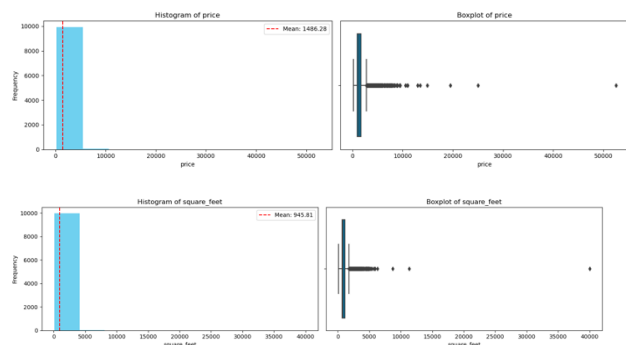 Histogram of price
Mean: 1486.28
Frequency
10000
8000
6000
4000
2000
0
0 10000 20000 30000 40000 50000
price
Boxplot of price
0 10000 20000 30000 40000 50000
price
Histogram of square_feet
Mean: 945.81
Frequency
10000
8000
6000
4000
2000
0
0 5000 10000 15000 20000 25000 30000 35000 40000
square_feet
Boxplot of square_feet
0 5000 10000 15000 20000 25000 30000 35000 40000
square_feet